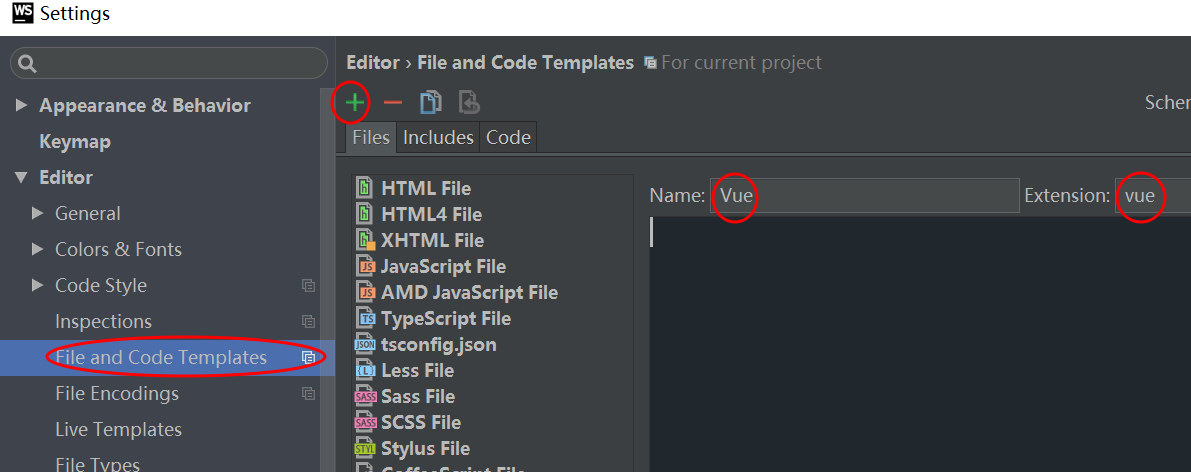 WS Settings
Editor › File and Code Templates For current project
Appearance & Behavior
Keymap
Editor
General
Colors & Fonts
Code Style
Inspections
File and Code Templates
File Encodings
Live Templates
File Types
Schem
Files Includes Code
HTML File
HTML4 File
XHTML File
JavaScript File
AMD JavaScript File
TypeScript File
tsconfig.json
Less File
Sass File
SCSS File
Stylus File
CoffeeScript File
Name: Vue Extension: vue